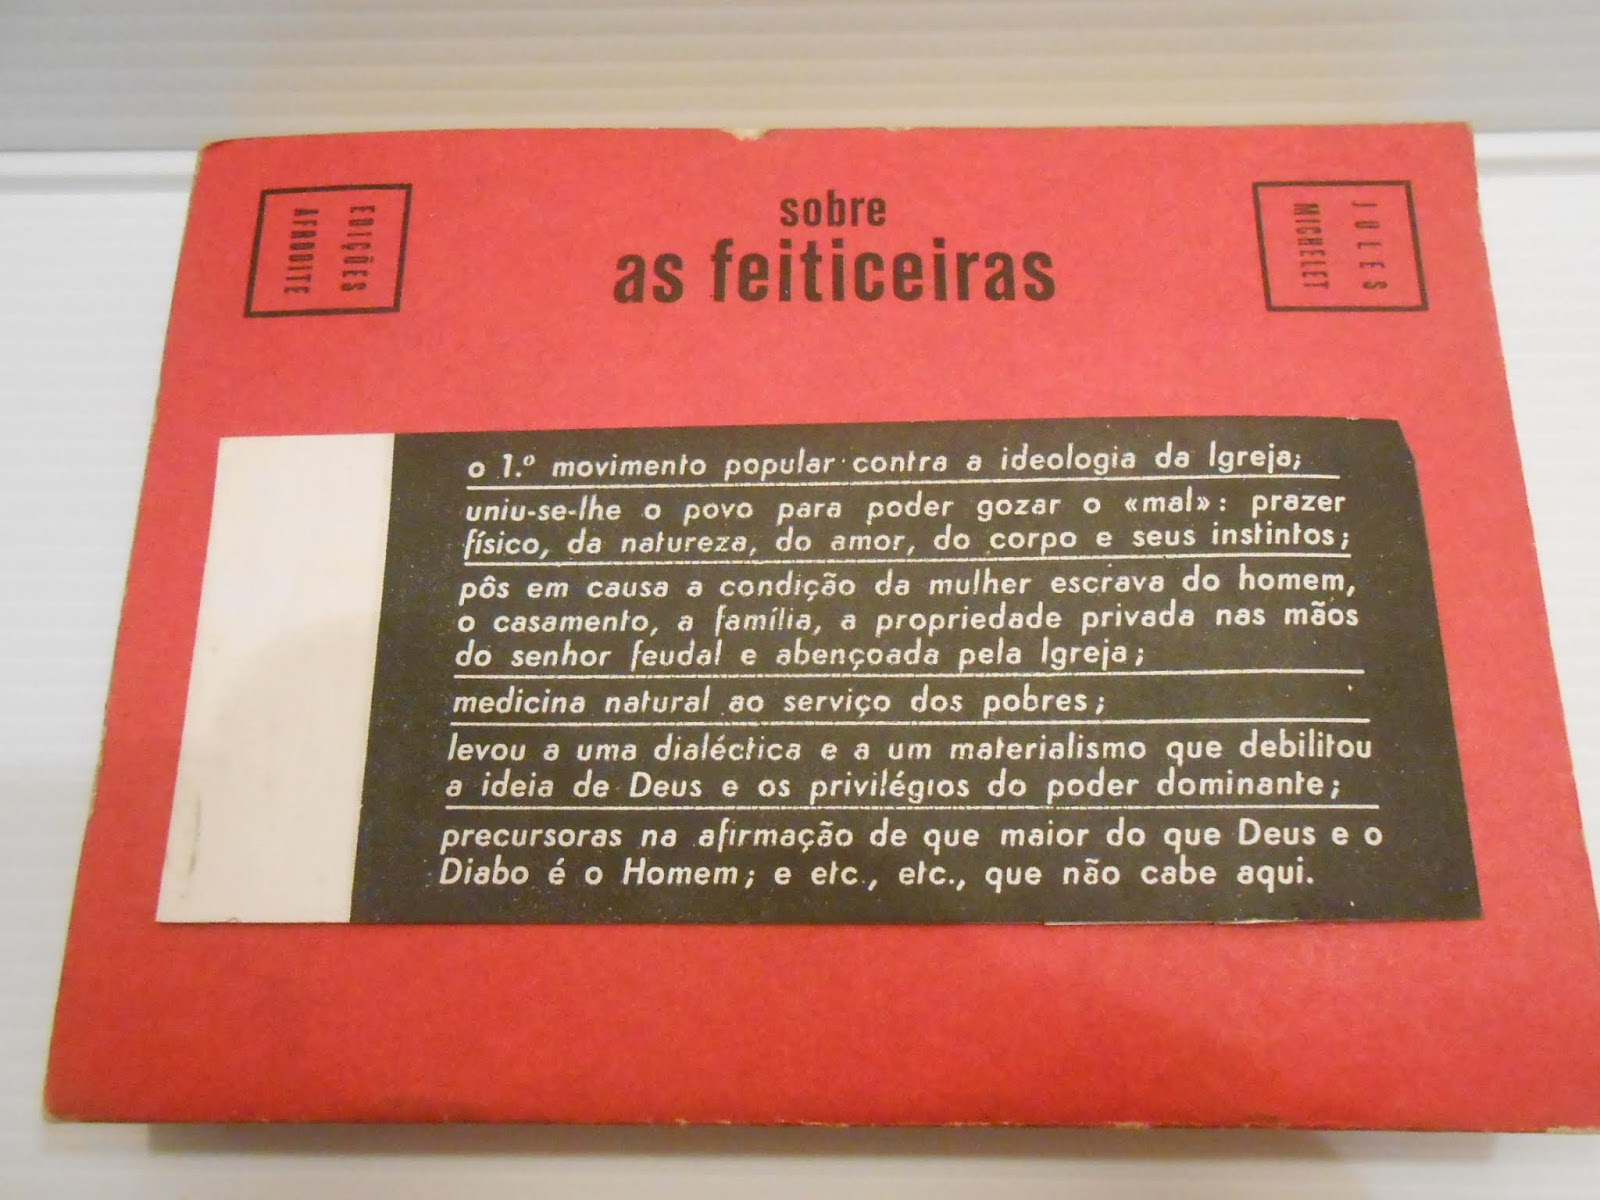 EDIÇÕES
AFRODITE
sobre
as feiticeiras
JULES
MICHELET
o 1.º movimento popular contra a ideologia da Igreja;
uniu-se-lhe o povo para poder gozar o «mal»: prazer
físico, da natureza, do amor, do corpo e seus instintos;
pôs em causa a condição da mulher escrava do homem,
o casamento, a família, a propriedade privada nas mãos
do senhor feudal e abençoada pela Igreja;
medicina natural ao serviço dos pobres;
levou a uma dialéctica e a um materialismo que debilitou
a ideia de Deus e os privilégios do poder dominante;
precursoras na afirmação de que maior do que Deus e o
Diabo é o Homem; e etc., etc., que não cabe aqui.